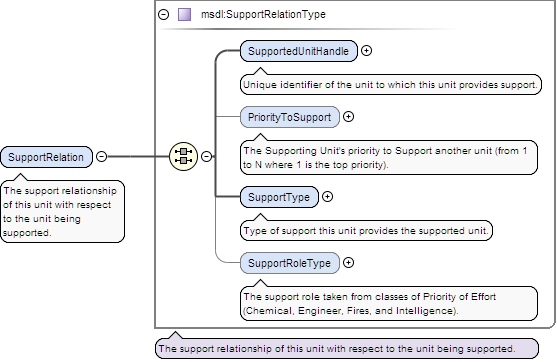 msdl:SupportRelationType
SupportedUnitHandle
Unique identifier of the unit to which this unit provides support.
PriorityToSupport
The Supporting Unit's priority to Support another unit (from 1
to N where 1 is the top priority).
SupportRelation
The support relationship
of this unit with respect
to the unit being
supported.
SupportType
Type of support this unit provides the supported unit.
SupportRoleType
The support role taken from classes of Priority of Effort
(Chemical, Engineer, Fires, and Intelligence).
The support relationship of this unit with respect to the unit being supported.